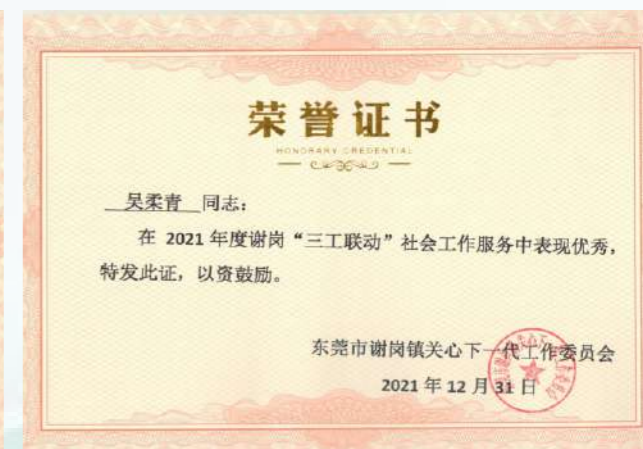 荣誉证书
HONORARY CREDENTIAL
吴柔青 同志：
在 2021 年度谢岗“三工联动”社会工作服务中表现优秀，
特发此证，以资鼓励。
东莞市谢岗镇关心下一代工作委员会
2021 年 12 月 31 日